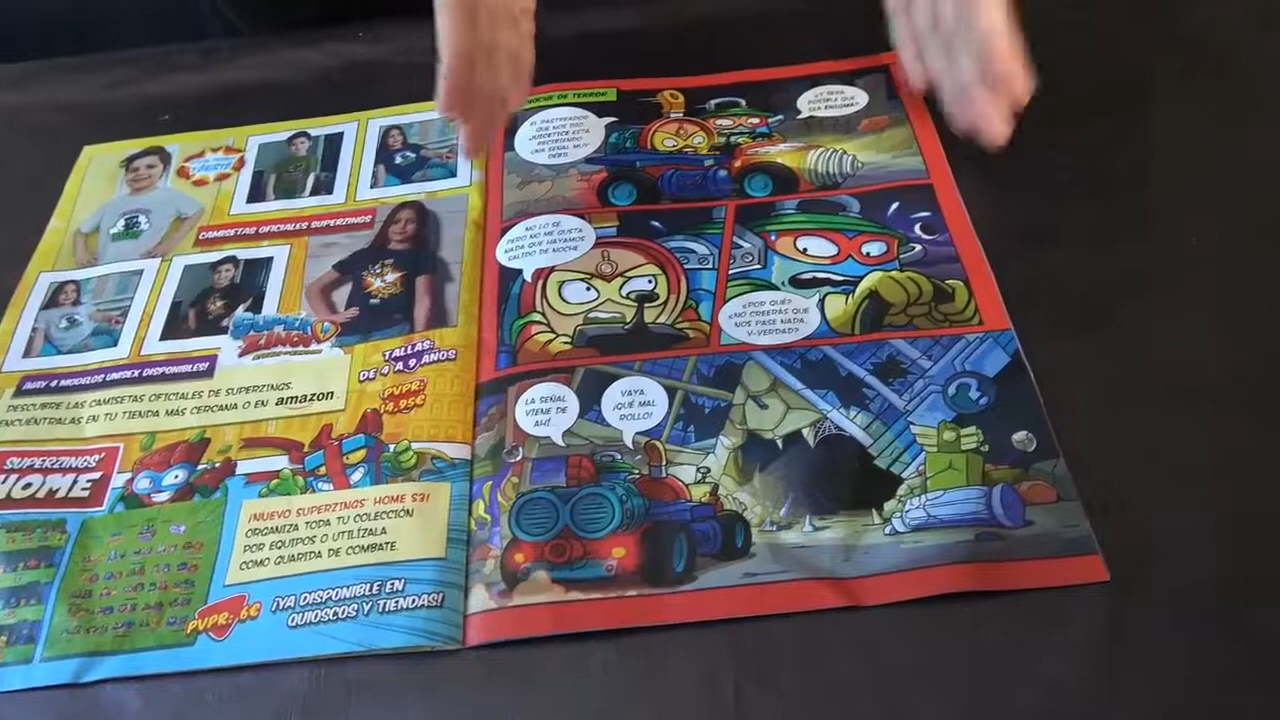 CAMISETAS OFICIALES SUPERZINGS
SUPER
ZINGS
¡HAY 4 MODELOS UNISEX DISPONIBLES!
DESCUBRE LAS CAMISETAS OFICIALES DE SUPERZINGS.
ENCUÉNTRALAS EN TU TIENDA MÁS CERCANA O EN amazon.
TALLAS:
DE 4 A 9 AÑOS
PVPR:
14,95€
SUPERZINGS'
HOME
¡NUEVO SUPERZINGS' HOME S3!
ORGANIZA TODA TU COLECCIÓN
POR EQUIPOS O UTILÍZALA
COMO GUARIDA DE COMBATE.
PVPR: 6€
¡YA DISPONIBLE EN
QUIOSCOS Y TIENDAS!
NOCHE DE TERROR
EL RASTREADOR
QUE NOS DIO
JUICETICE ESTÁ
RECIBIENDO
UNA SEÑAL MUY
DÉBIL.
¿Y SERÁ
POSIBLE QUE
SEA ENIGMA?
NO LO SÉ,
PERO NO ME GUSTA
NADA QUE HAYAMOS
SALIDO DE NOCHE
¿POR QUÉ?
¿NO CREERÁS QUE
NOS PASE NADA,
V-VERDAD?
LA SEÑAL
VIENE DE
AHÍ...
VAYA,
¡QUÉ MAL
ROLLO!
?